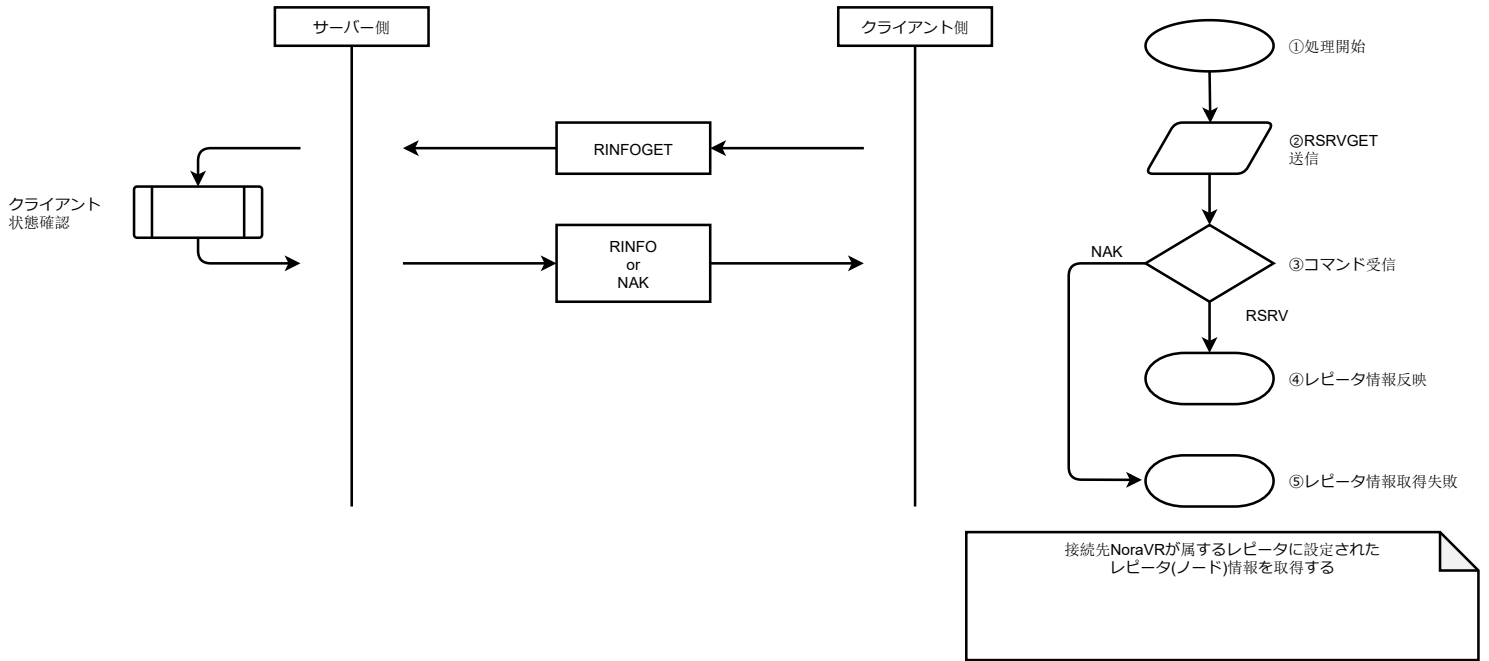 サーバー側
クライアント側
①処理開始
RINFOGET
②RSRVGET
送信
クライアント
状態確認
RINFO
or
NAK
NAK
③コマンド受信
RSRV
④レピータ情報反映
⑤レピータ情報取得失敗
接続先NoraVRが属するレピータに設定された
レピータ(ノード)情報を取得する